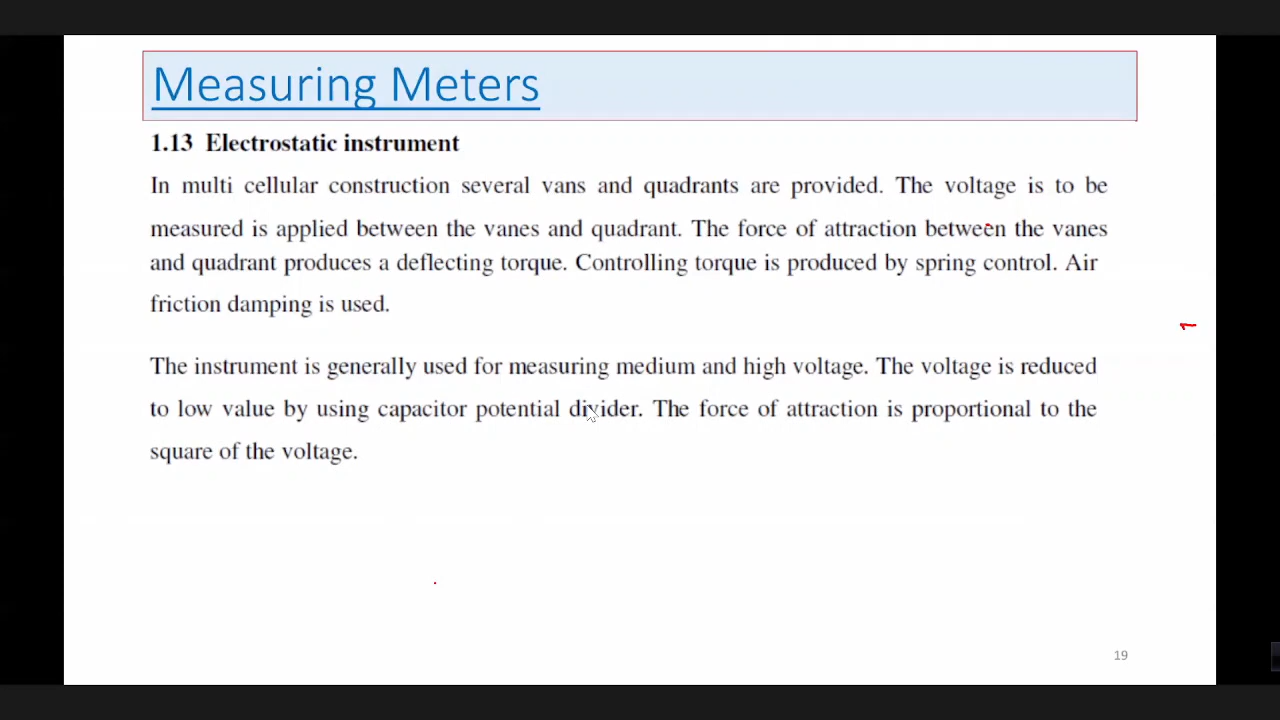 Measuring Meters
1.13 Electrostatic instrument
In multi cellular construction several vans and quadrants are provided. The voltage is to be
measured is applied between the vanes and quadrant. The force of attraction between the vanes
and quadrant produces a deflecting torque. Controlling torque is produced by spring control. Air
friction damping is used.
The instrument is generally used for measuring medium and high voltage. The voltage is reduced
to low value by using capacitor potential divider. The force of attraction is proportional to the
square of the voltage.
19